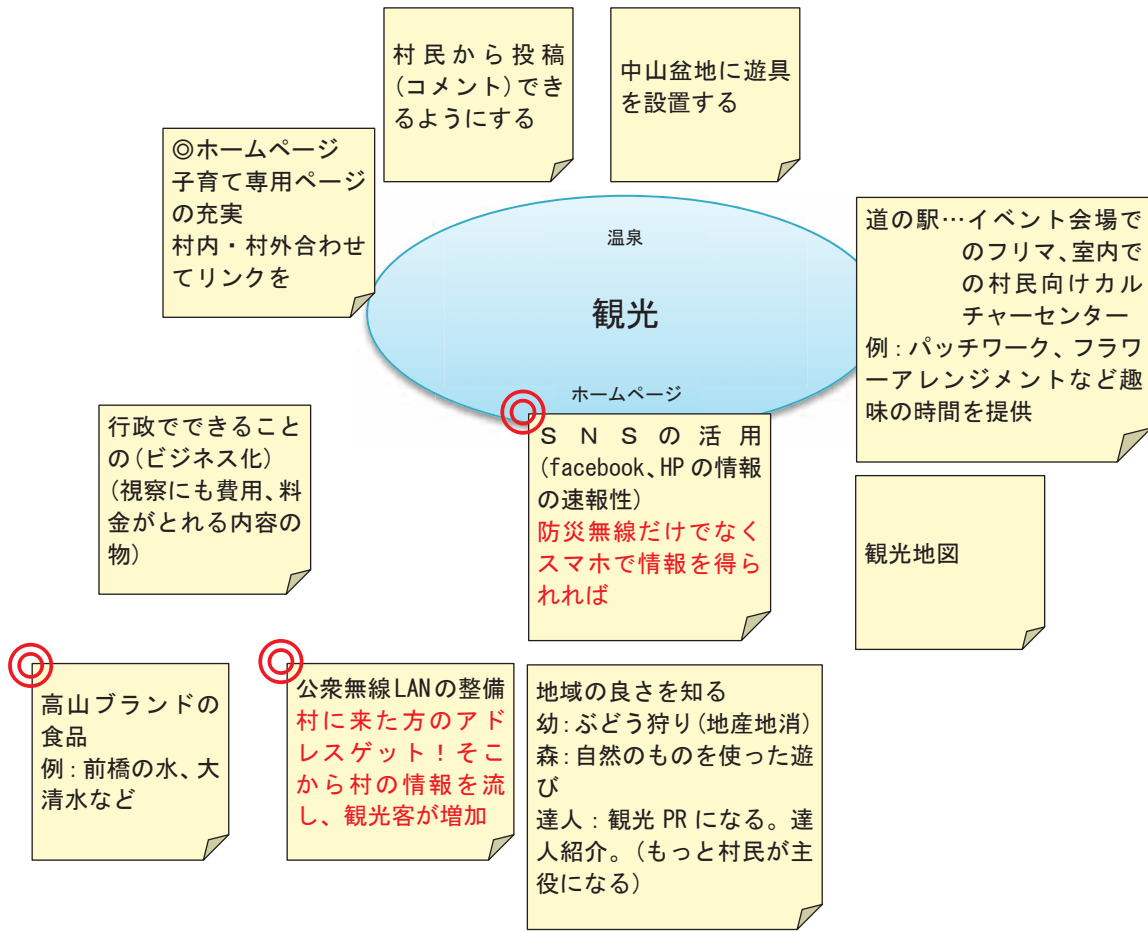 村民から投稿
(コメント)でき
るようにする
中山盆地に遊具
を設置する
◎ホームページ
子育て専用ページ
の充実
村内・村外合わせ
てリンクを
温泉
観光
ホームページ
道の駅…イベント会場で
のフリマ、室内で
の村民向けカル
チャーセンター
例:パッチワーク、フラワ
ーアレンジメントなど趣
味の時間を提供
行政でできること
の(ビジネス化)
(視察にも費用、料
金がとれる内容の
物)
SNSの活用
(facebook、HPの情報
の速報性)
防災無線だけでなく
スマホで情報を得ら
れれば
観光地図
高山ブランドの
食品
例:前橋の水、大
清水など
公衆無線LANの整備
村に来た方のアド
レスゲット！そこ
から村の情報を流
し、観光客が増加
地域の良さを知る
幼:ぶどう狩り(地産地消)
森:自然のものを使った遊
び
達人:観光PRになる。達
人紹介。(もっと村民が主
役になる)